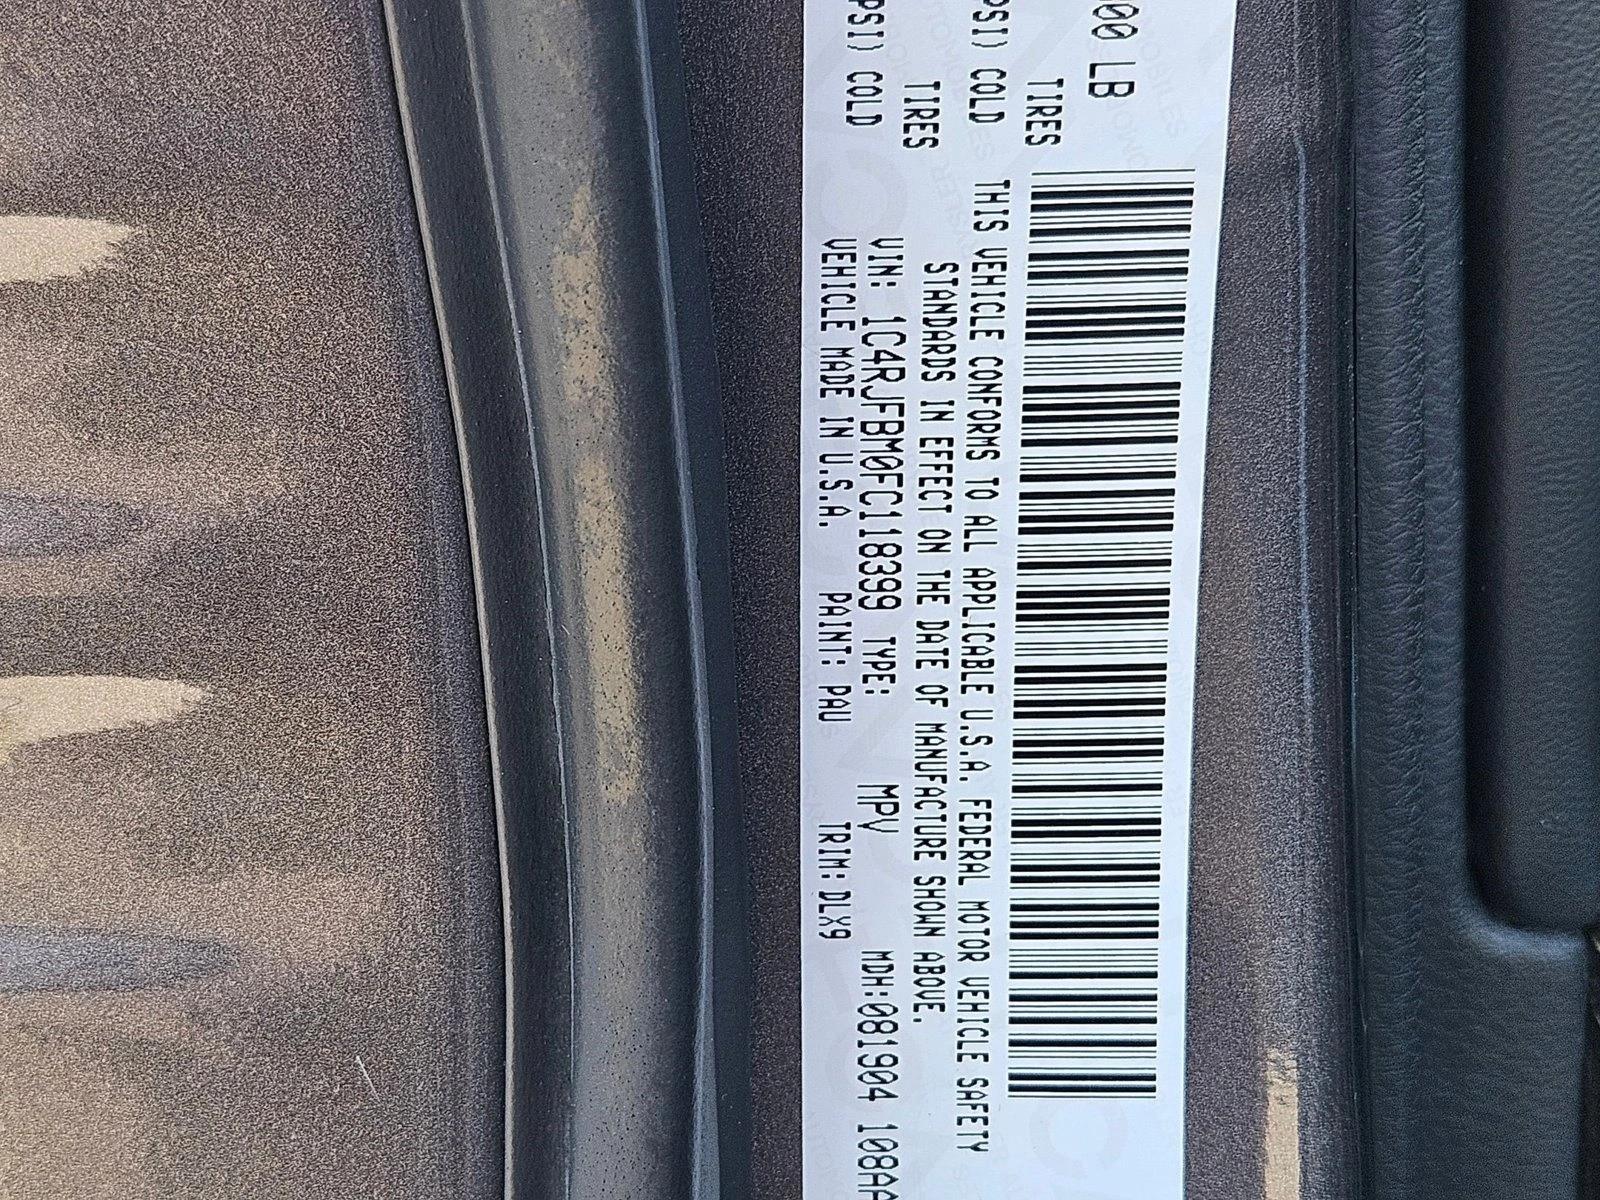 00 LB
TIRES
PSI) COLD
TIRES
PSI) COLD
THIS VEHICLE CONFORMS TO ALL APPLICABLE U.S.A. FEDERAL MOTOR VEHICLE SAFETY
STANDARDS IN EFFECT ON THE DATE OF MANUFACTURE SHOWN ABOVE.
VIN: 1C4RJFBM0FC118399 TYPE: MPV MDH:081904 108AA
VEHICLE MADE IN U.S.A. PAINT: PAU TRIM: DLX9